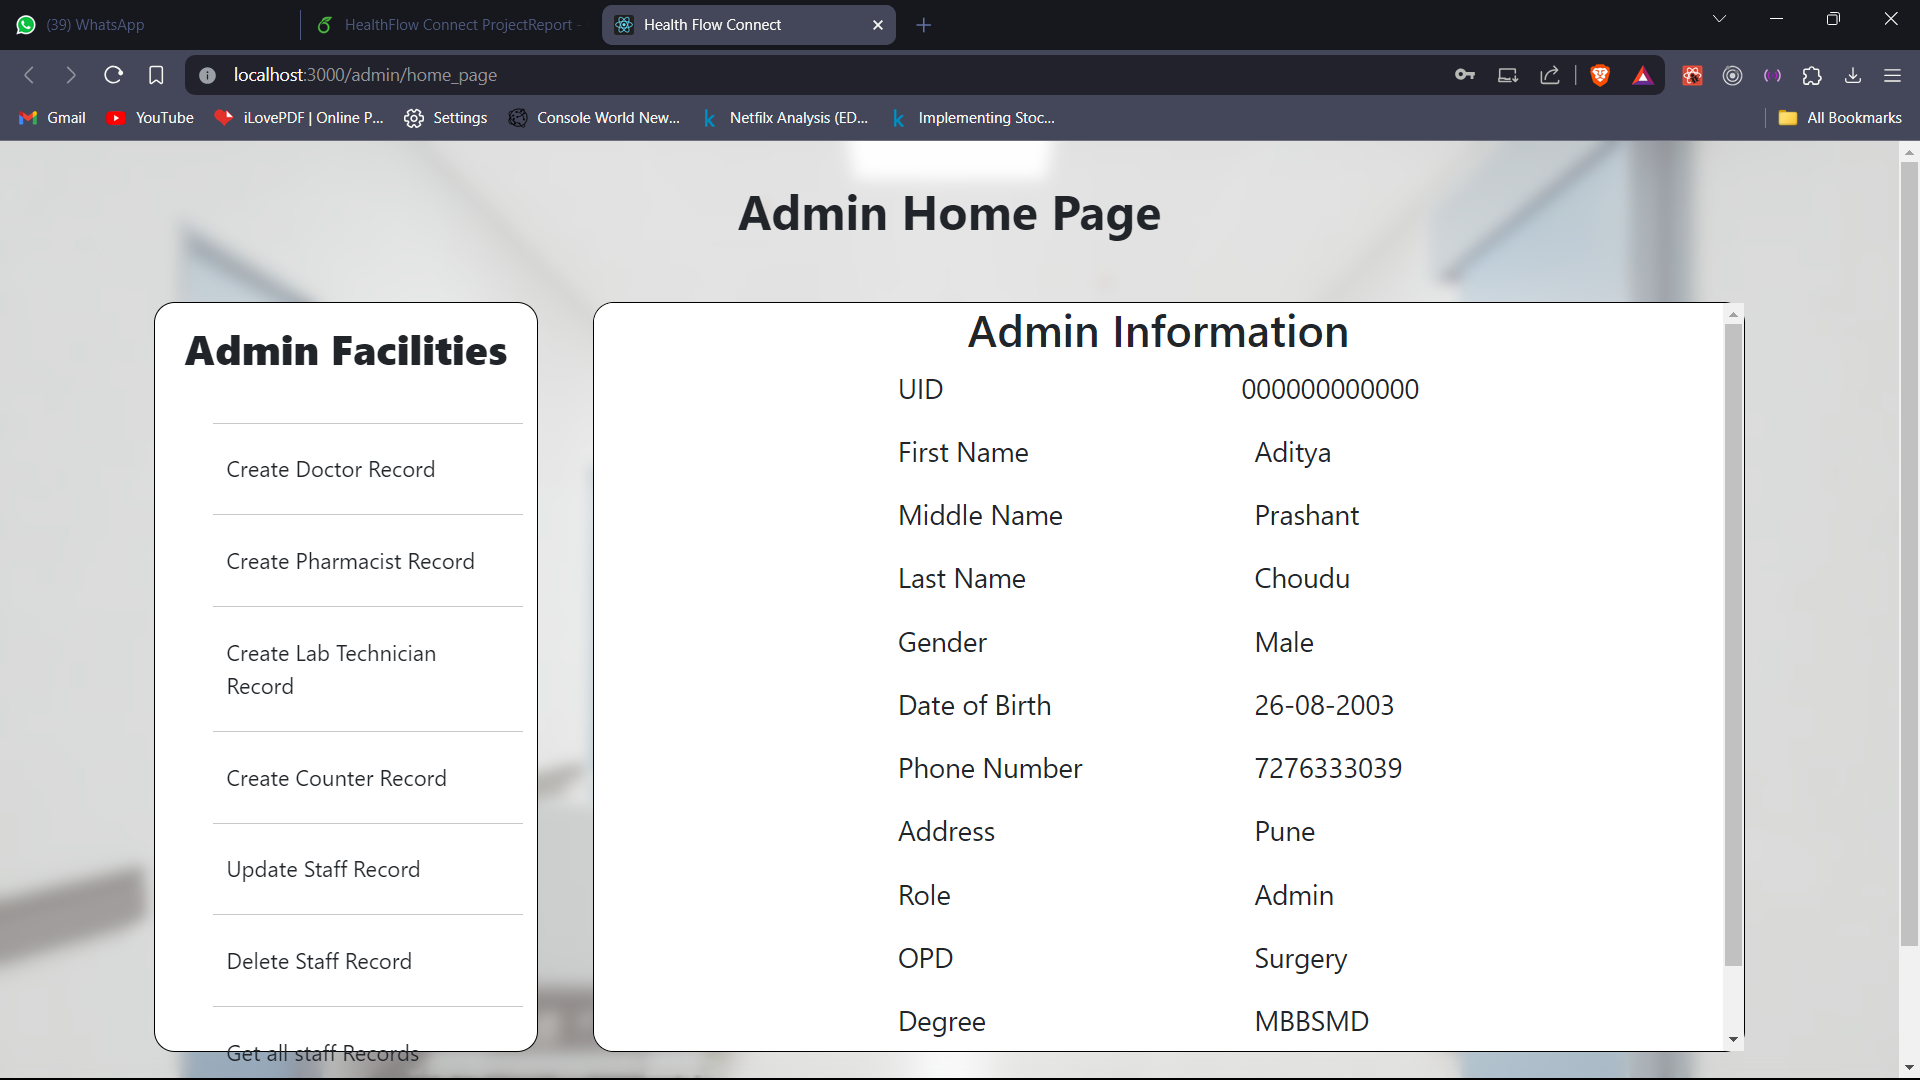 (39) WhatsApp
HealthFlow Connect ProjectReport -
Health Flow Connect
localhost:3000/admin/home_page
Gmail
YouTube
iLovePDF | Online P...
Settings
Console World New...
Netfilx Analysis (ED...
Implementing Stoc...
All Bookmarks
Admin Home Page
Admin Facilities
Create Doctor Record
Create Pharmacist Record
Create Lab Technician
Record
Create Counter Record
Update Staff Record
Delete Staff Record
Get all staff Records
Admin Information
UID 000000000000
First Name Aditya
Middle Name Prashant
Last Name Choudu
Gender Male
Date of Birth 26-08-2003
Phone Number 7276333039
Address Pune
Role Admin
OPD Surgery
Degree MBBSMD